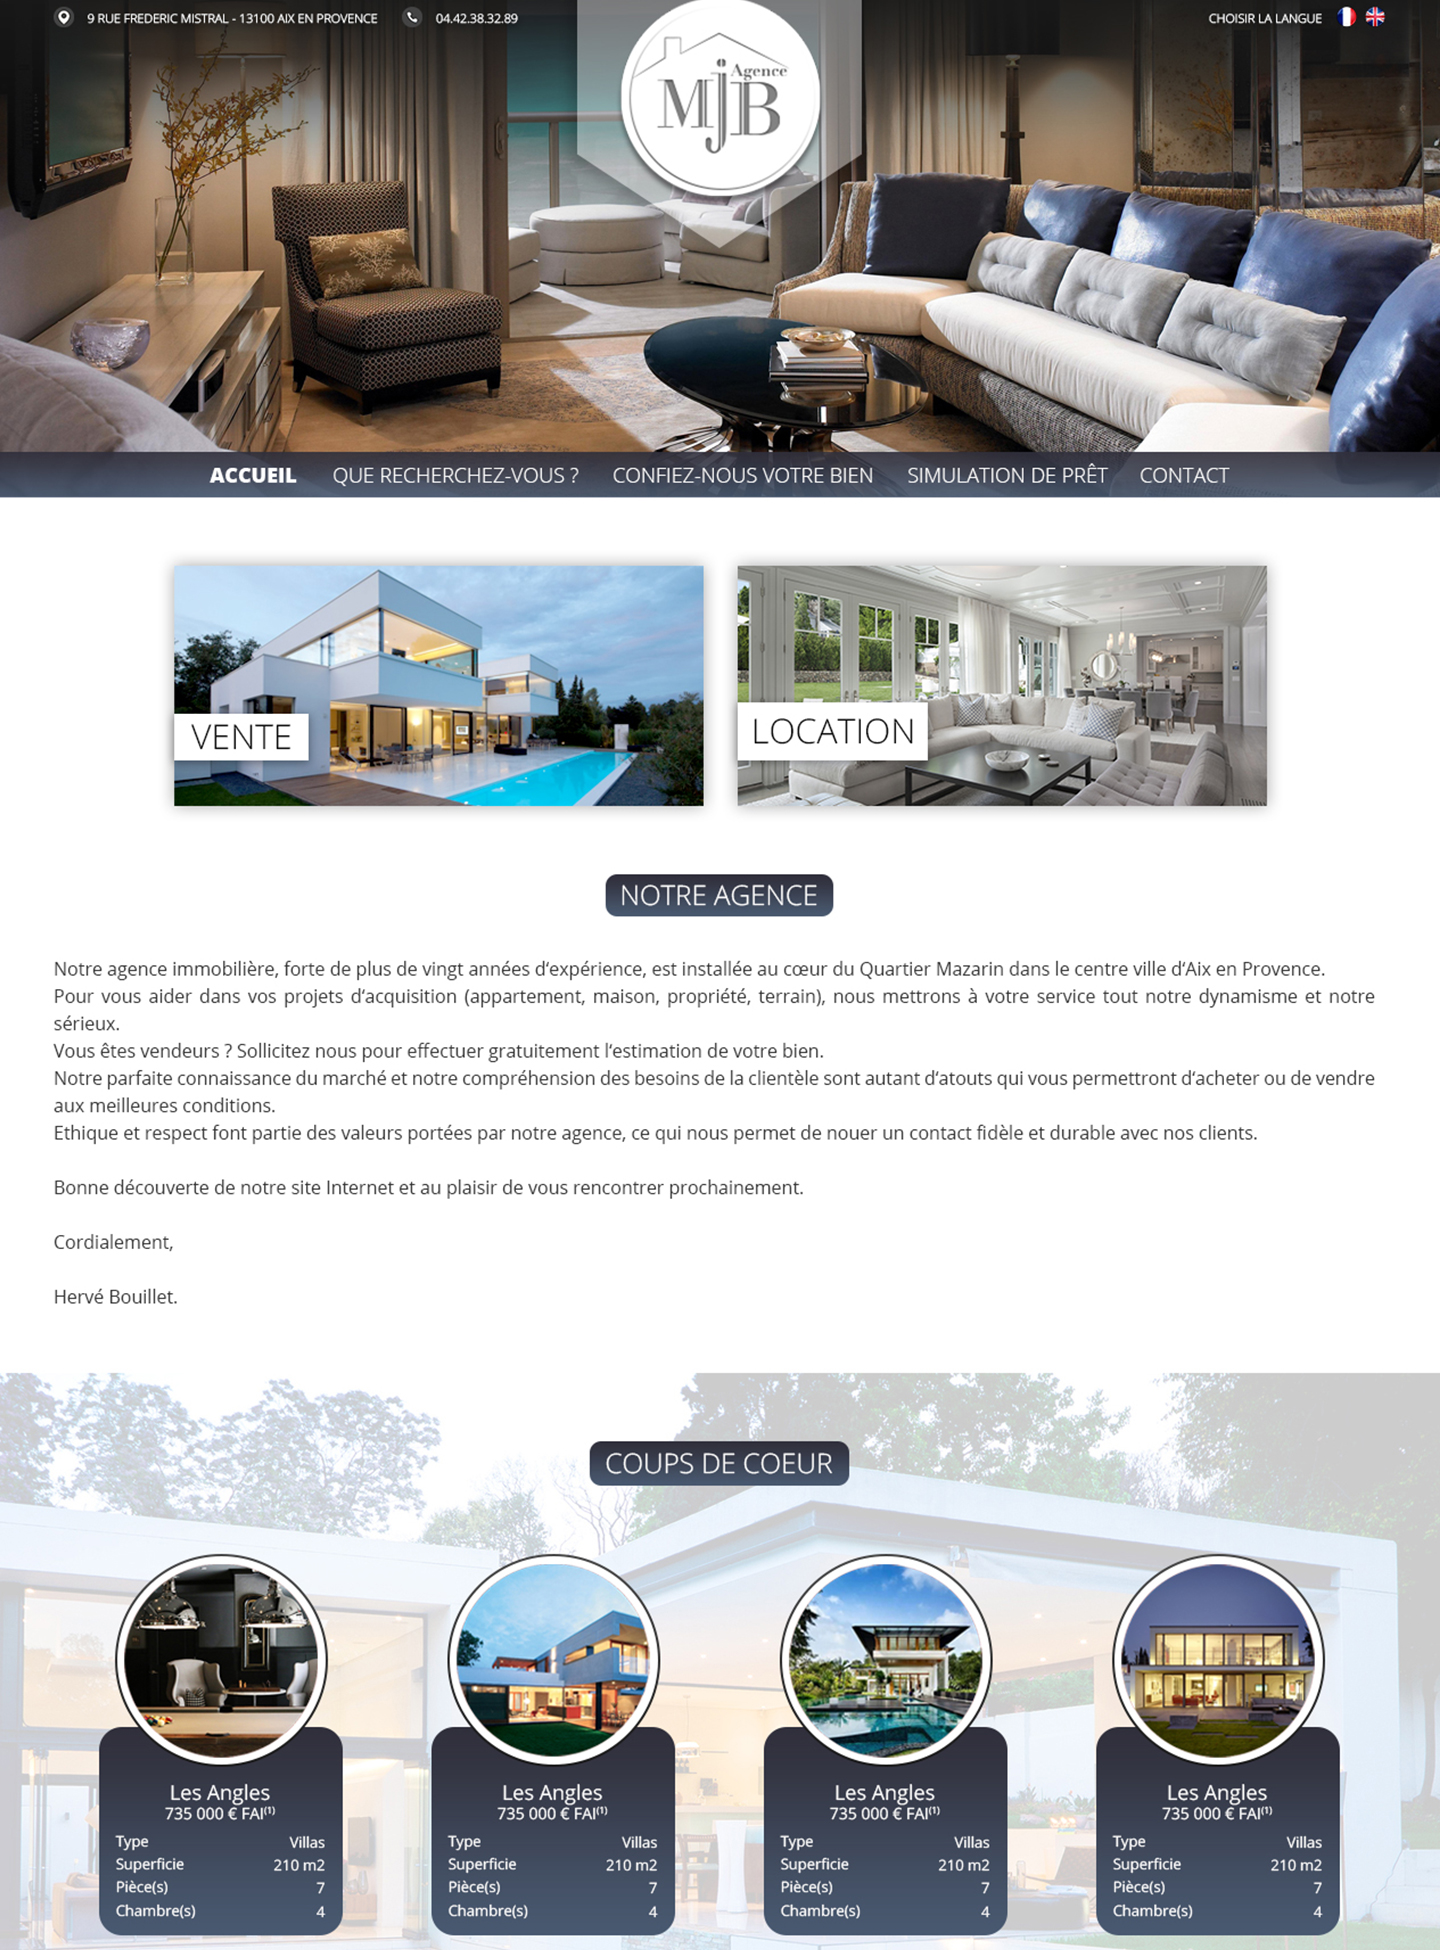 9 RUE FREDERIC MISTRAL - 13100 AIX EN PROVENCE 04.42.38.32.89 CHOISIR LA LANGUE
Agence
MjB
ACCUEIL QUE RECHERCHEZ-VOUS ? CONFIEZ-NOUS VOTRE BIEN SIMULATION DE PRÊT CONTACT
VENTE
LOCATION
NOTRE AGENCE
Notre agence immobilière, forte de plus de vingt années d'expérience, est installée au cœur du Quartier Mazarin dans le centre ville d'Aix en Provence.
Pour vous aider dans vos projets d'acquisition (appartement, maison, propriété, terrain), nous mettrons à votre service tout notre dynamisme et notre
sérieux.
Vous êtes vendeurs ? Sollicitez nous pour effectuer gratuitement l'estimation de votre bien.
Notre parfaite connaissance du marché et notre compréhension des besoins de la clientèle sont autant d'atouts qui vous permettront d'acheter ou de vendre
aux meilleures conditions.
Ethique et respect font partie des valeurs portées par notre agence, ce qui nous permet de nouer un contact fidèle et durable avec nos clients.
Bonne découverte de notre site Internet et au plaisir de vous rencontrer prochainement.
Cordialement,
Hervé Bouillet.
COUPS DE COEUR
Les Angles
735 000 € FAI(1)
Type Villas
Superficie 210 m2
Pièce(s) 7
Chambre(s) 4
Les Angles
735 000 € FAI(1)
Type Villas
Superficie 210 m2
Pièce(s) 7
Chambre(s) 4
Les Angles
735 000 € FAI(1)
Type Villas
Superficie 210 m2
Pièce(s) 7
Chambre(s) 4
Les Angles
735 000 € FAI(1)
Type Villas
Superficie 210 m2
Pièce(s) 7
Chambre(s) 4